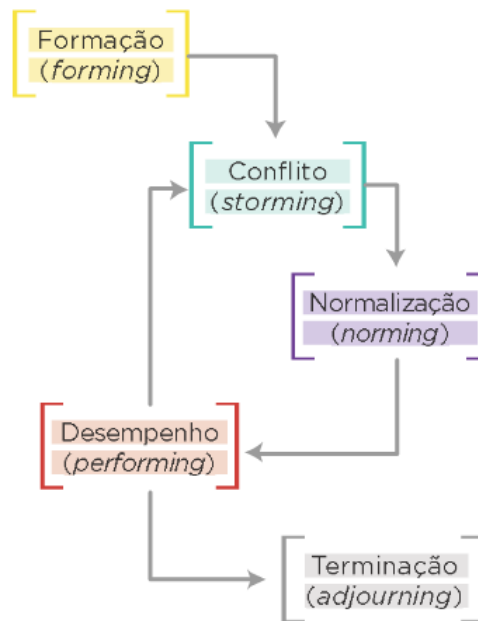 Formação
(forming)
Conflito
(storming)
Normalização
(norming)
Desempenho
(performing)
Terminação
(adjourning)